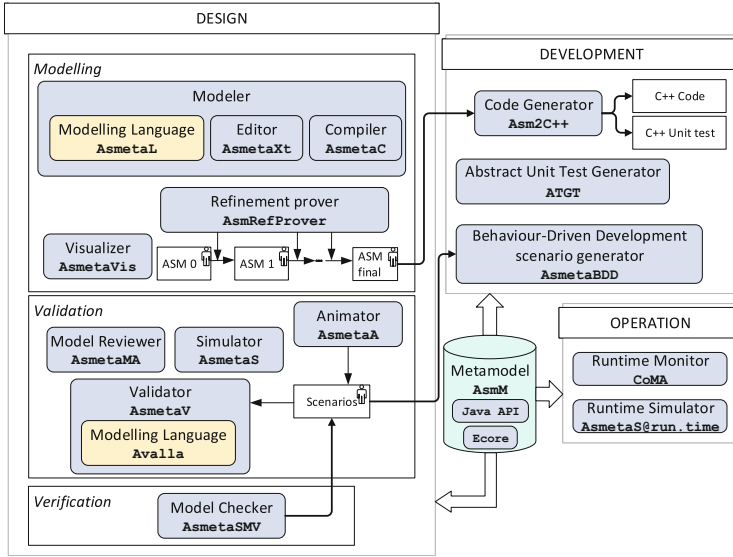 DESIGN
Modelling
Modeler
Modelling Language
AsmetaL
Editor
AsmetaXt
Compiler
AsmetaC
Refinement prover
AsmRefProver
Visualizer
AsmetaVis
ASM 0
ASM 1
ASM
final
Validation
Model Reviewer
AsmetaMA
Simulator
AsmetaS
Animator
AsmetaA
Validator
AsmetaV
Modelling Language
Avalla
Scenarios
Verification
Model Checker
AsmetaSMV
DEVELOPMENT
Code Generator
Asm2C++
C++ Code
C++ Unit test
Abstract Unit Test Generator
ATGT
Behaviour-Driven Development
scenario generator
AsmetaBDD
Metamodel
AsmM
Java API
Ecore
OPERATION
Runtime Monitor
CoMA
Runtime Simulator
AsmetaS@run.time